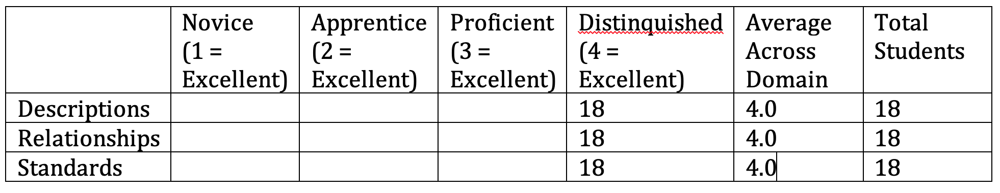 Novice Apprentice Proficient Distinquished Average Total
(1 = (2 = (3 = (4 = Across Students
Excellent) Excellent) Excellent) Excellent) Domain
Descriptions 18 4.0 18
Relationships 18 4.0 18
Standards 18 4.0 18